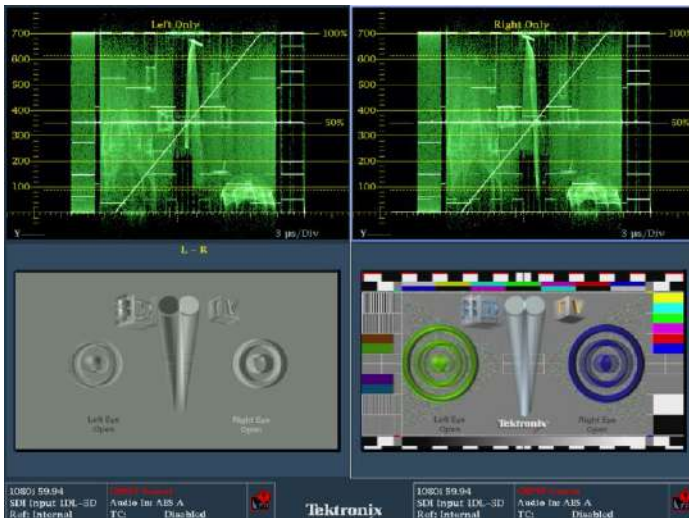 Left Only
700
600
500
400
300
200
100
100%
50%
Y
3 µs/Div
Right Only
700
600
500
400
300
200
100
100%
50%
Y
3 µs/Div
L - R
Left Eye
Open
Right Eye
Open
3D
TV
Left Eye
Open
Tektronix
Right Eye
Open
1080i 59.94
SDI Input 1DL-3D
Ref: Internal
Audio In: AES A
TC: Disabled
Tektronix
1080i 59.94
SDI Input 1DL-3D
Ref: Internal
Audio In: AES A
TC: Disabled